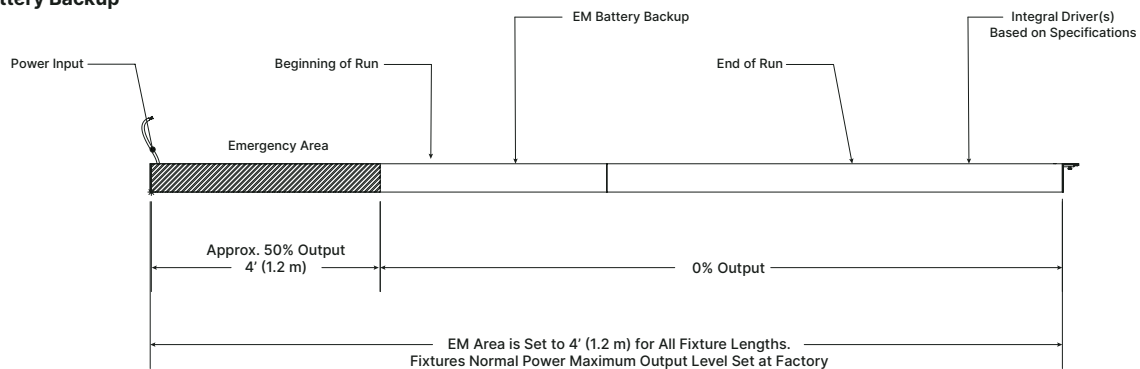 ttery Backup
EM Battery Backup
Integral Driver(s)
Based on Specifications
Power Input
Beginning of Run
End of Run
Emergency Area
Approx. 50% Output
4' (1.2 m)
0% Output
EM Area is Set to 4' (1.2 m) for All Fixture Lengths.
Fixtures Normal Power Maximum Output Level Set at Factory